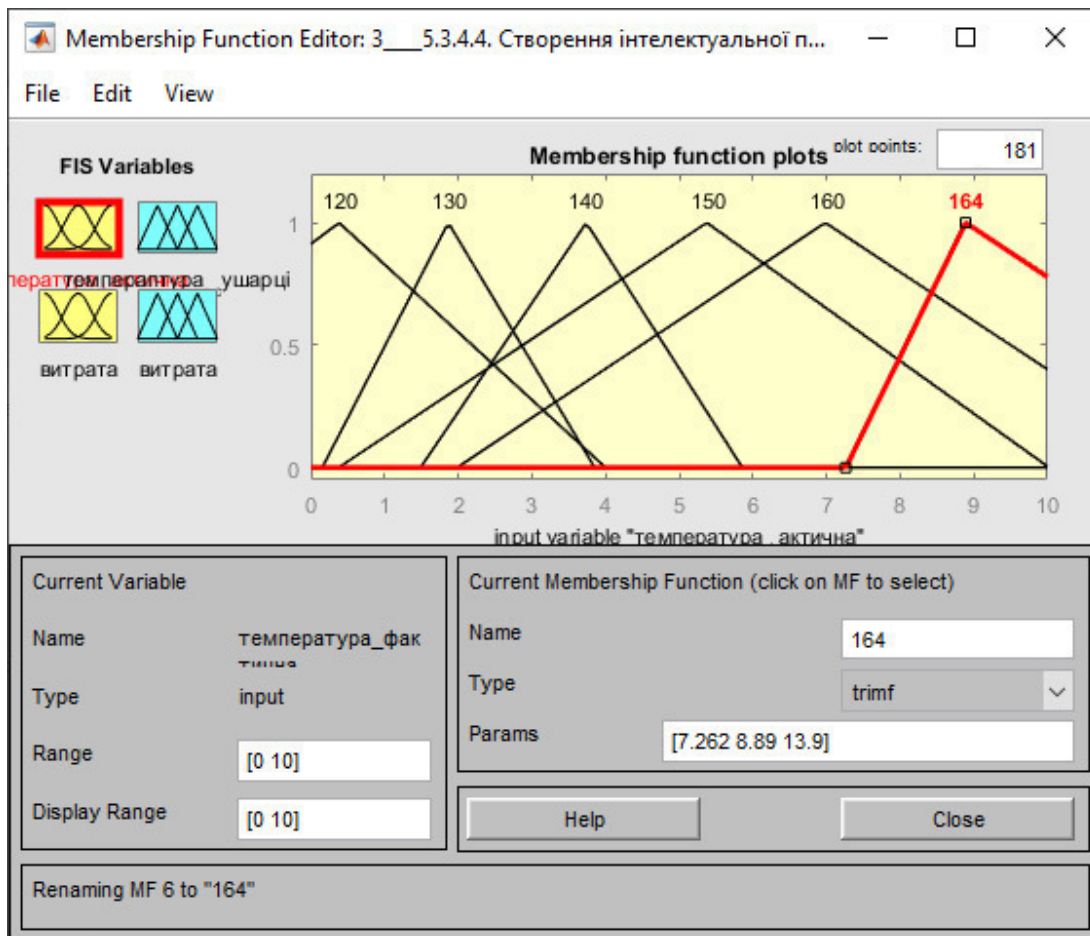 Membership Function Editor: 3___5.3.4.4. Створення інтелектуальної п...
File Edit View
FIS Variables
Membership function plots plot points: 181
120 130 140 150 160 164
1
0.5
0
0 1 2 3 4 5 6 7 8 9 10
input variable "температура актична"
ушарці
витрата витрата
Current Variable
Name температура_фак
тична
Type input
Range [0 10]
Display Range [0 10]
Current Membership Function (click on MF to select)
Name 164
Type trimf
Params [7.262 8.89 13.9]
Help Close
Renaming MF 6 to "164"